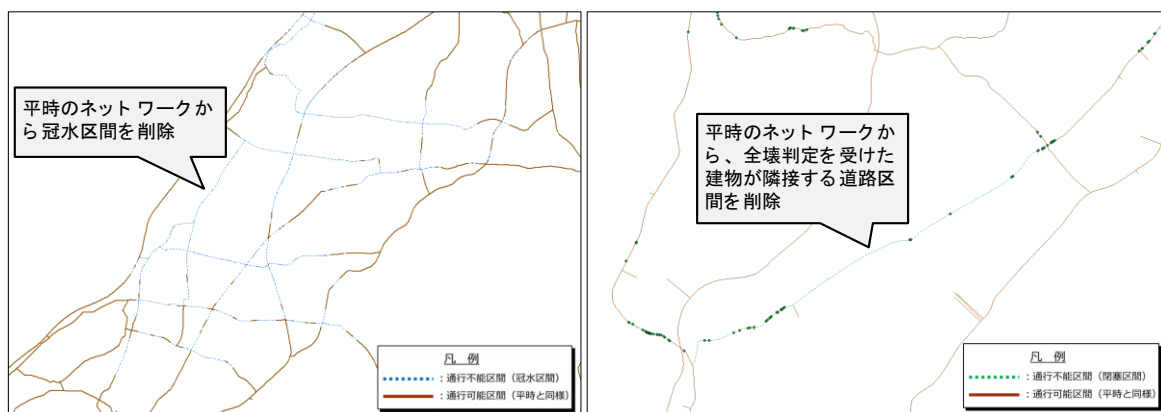 平時のネットワークか
ら冠水区間を削除
凡 例
：通行不能区間（冠水区間）
：通行可能区間（平時と同様）
平時のネットワークか
ら、全壊判定を受けた
建物が隣接する道路区
間を削除
凡 例
：通行不能区間（閉塞区間）
：通行可能区間（平時と同様）